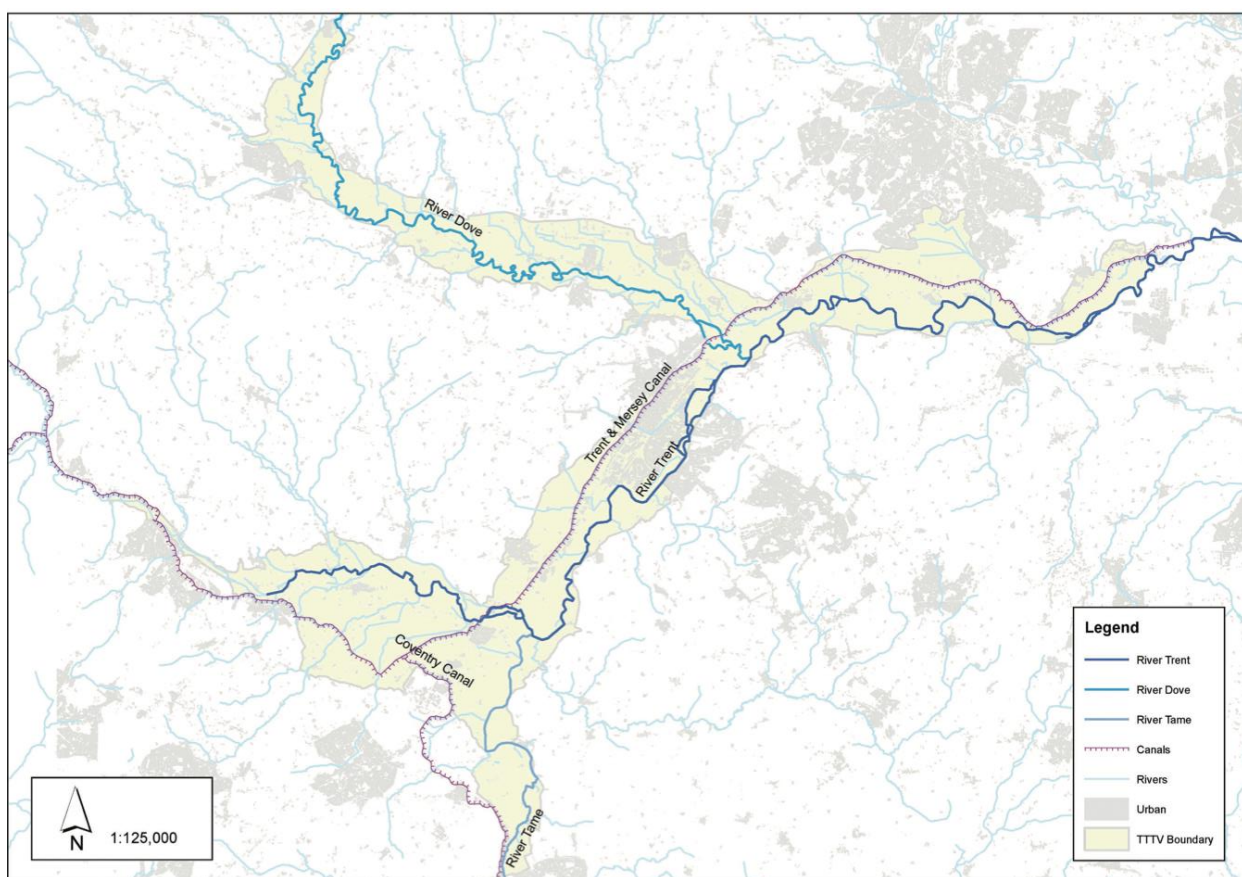 River Dove
Trent & Mersey Canal
River Trent
Coventry Canal
River Tame
N
1:125,000
Legend
River Trent
River Dove
River Tame
Canals
Rivers
Urban
TTTV Boundary